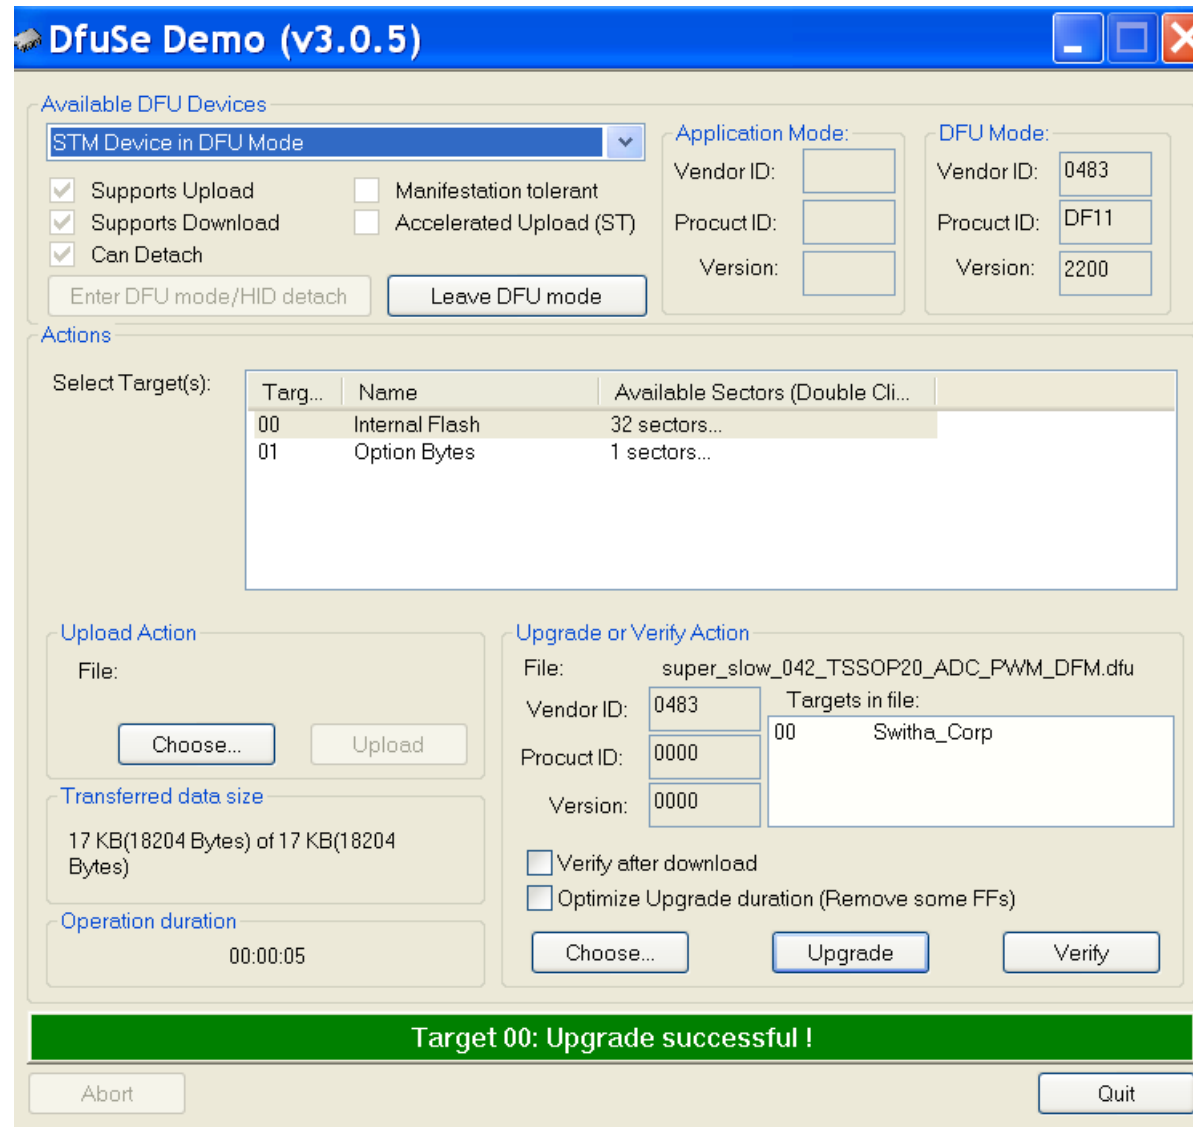 DfuSe Demo (v3.0.5)
Available DFU Devices
STM Device in DFU Mode
Supports Upload
Manifestation tolerant
Supports Download
Accelerated Upload (ST)
Can Detach
Enter DFU mode/HID detach
Leave DFU mode
Application Mode:
Vendor ID:
Procuct ID:
Version:
DFU Mode:
Vendor ID: 0483
Procuct ID: DF11
Version: 2200
Actions
Select Target(s):
Targ... Name Available Sectors (Double Cli...
00 Internal Flash 32 sectors...
01 Option Bytes 1 sectors...
Upload Action
File:
Choose... Upload
Transferred data size
17 KB(18204 Bytes) of 17 KB(18204
Bytes)
Operation duration
00:00:05
Upgrade or Verify Action
File: super_slow_042_TSSOP20_ADC_PWM_DFM.dfu
Vendor ID: 0483
Procuct ID: 0000
Version: 0000
Targets in file:
00 Switha_Corp
Verify after download
Optimize Upgrade duration (Remove some FFs)
Choose... Upgrade Verify
Target 00: Upgrade successful !
Abort Quit